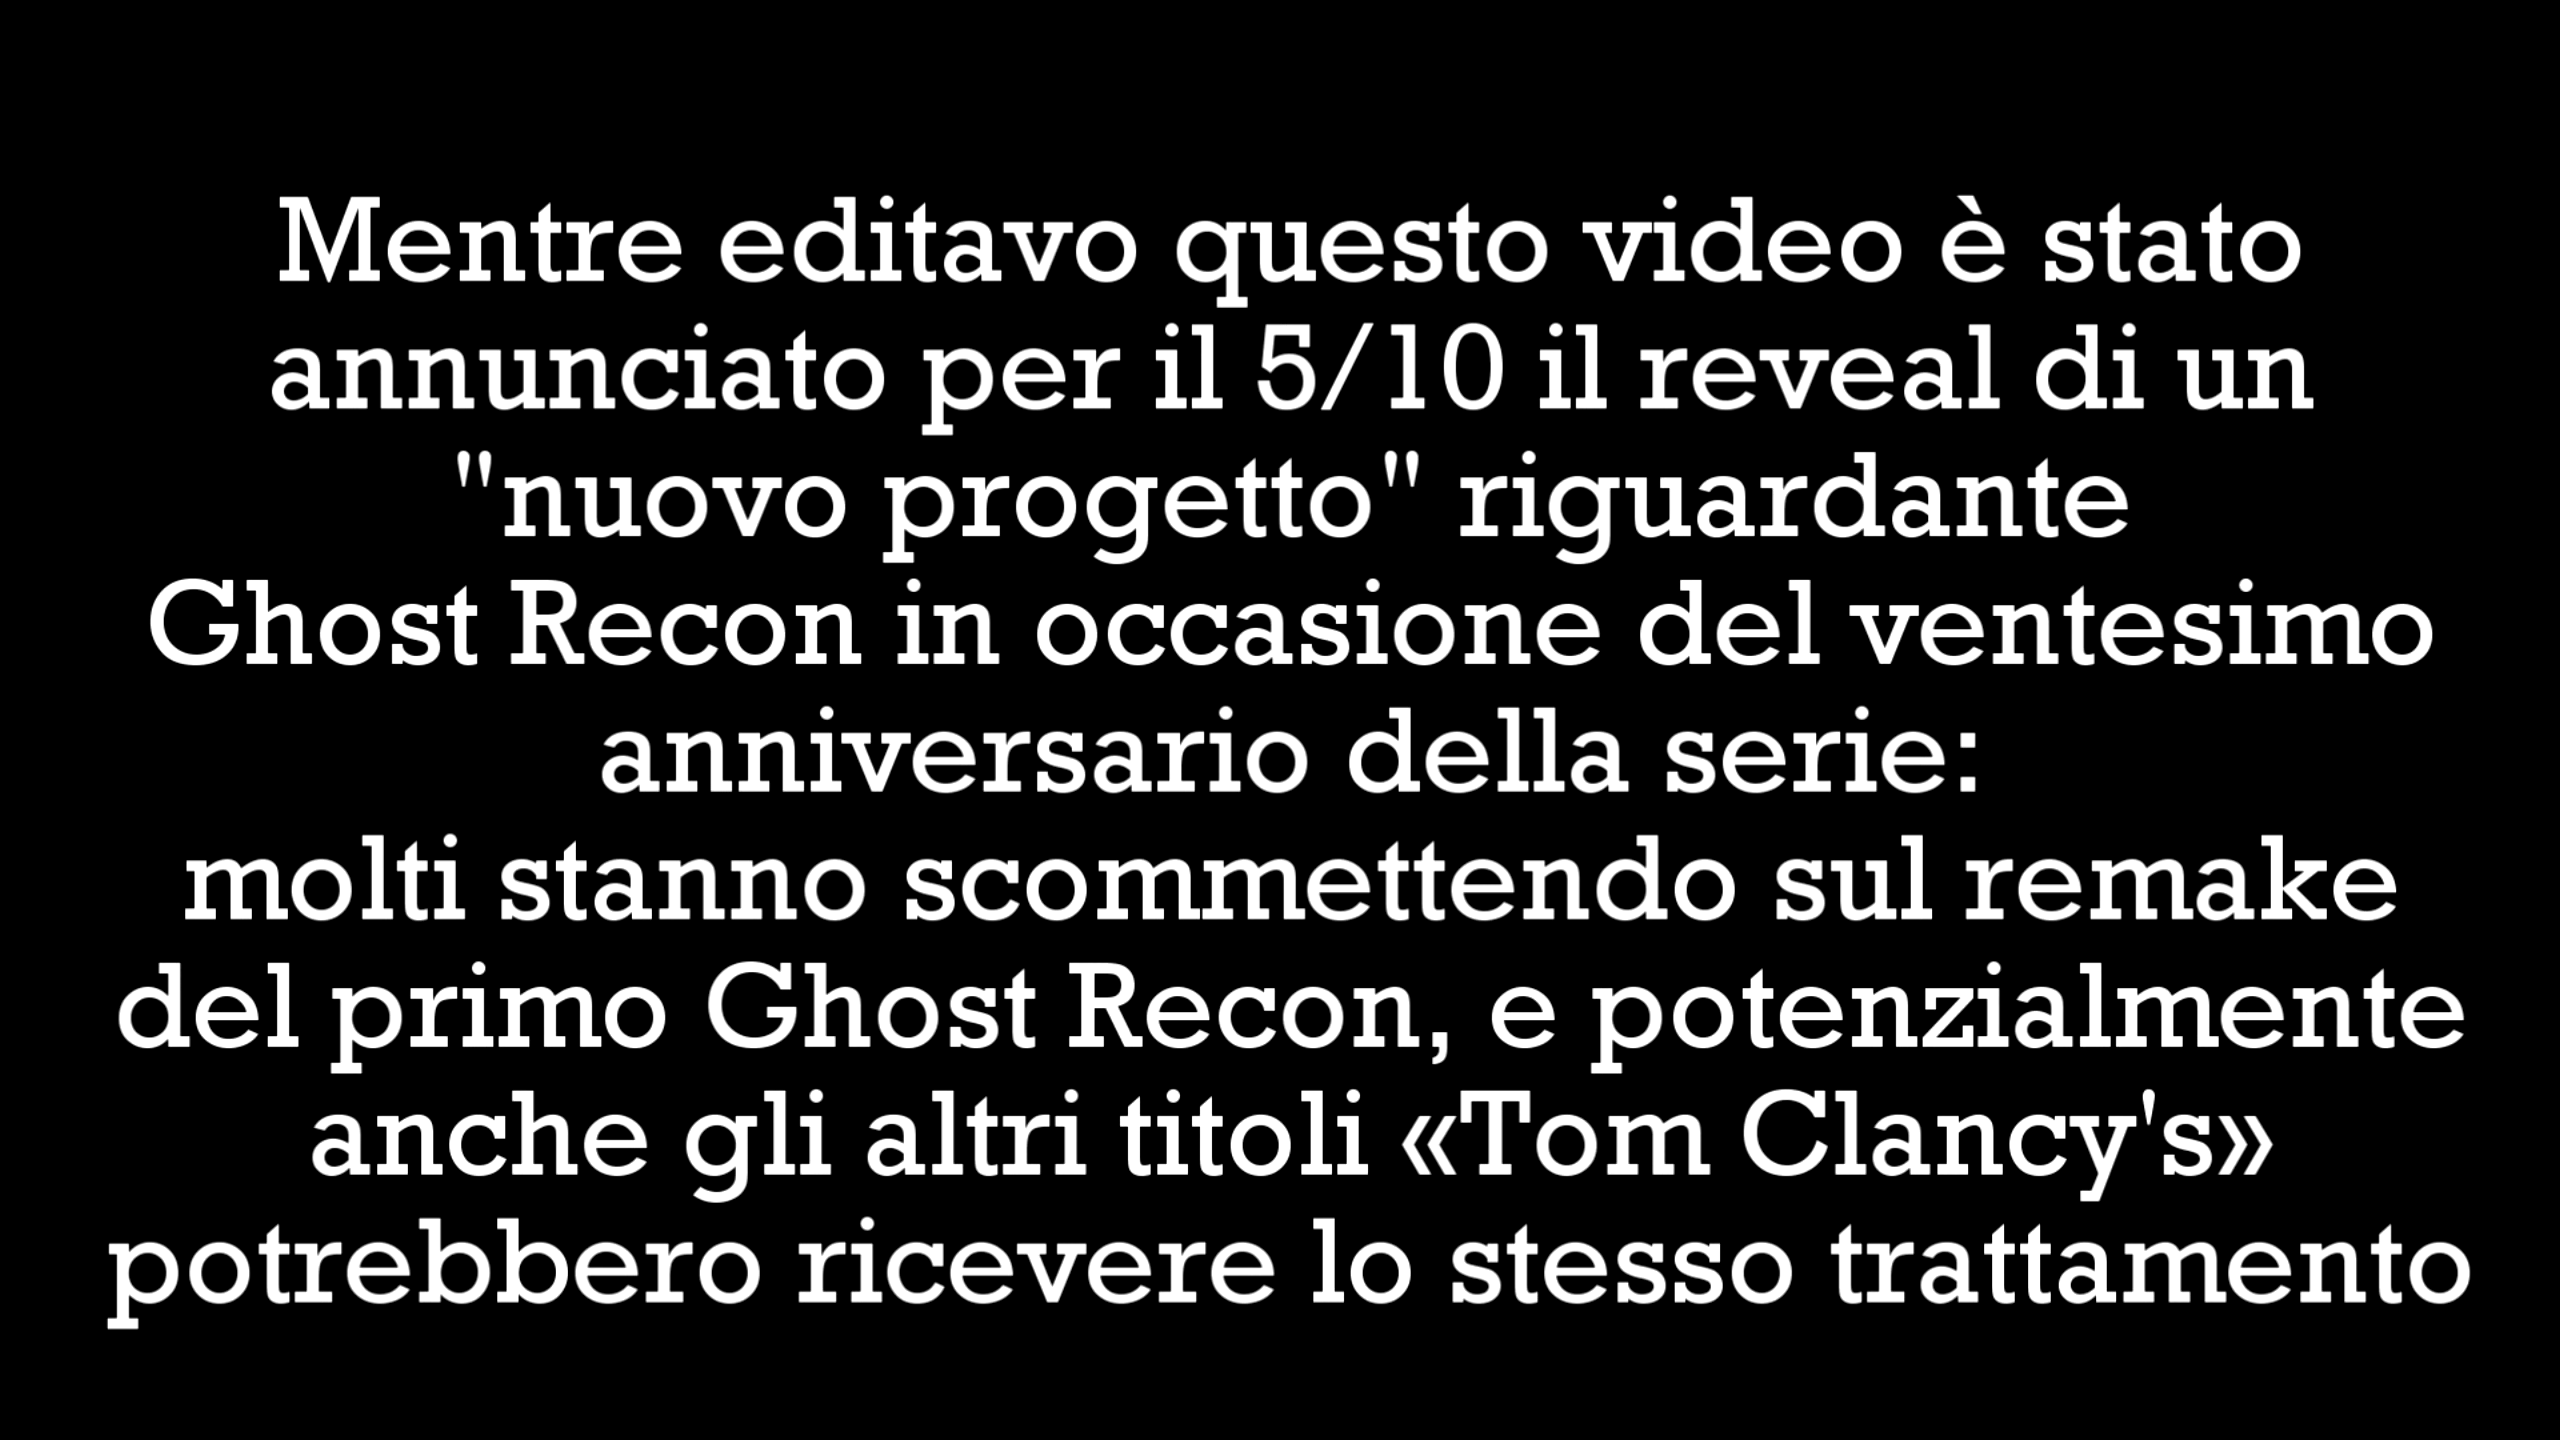 Mentre editavo questo video è stato
annunciato per il 5/10 il reveal di un
"nuovo progetto" riguardante
Ghost Recon in occasione del ventesimo
anniversario della serie:
molti stanno scommettendo sul remake
del primo Ghost Recon, e potenzialmente
anche gli altri titoli «Tom Clancy's»
potrebbero ricevere lo stesso trattamento